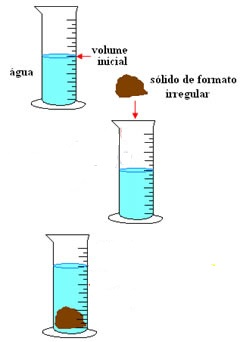 volume
inicial
água
sólido de formato
irregular